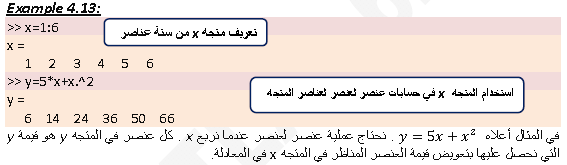 Example 4.13:
>> x=1:6
تعريف متجه x من ستة عناصر
x =
1 2 3 4 5 6
>> y=5*x+x.^2
استخدام المتجه x في حسابات عنصر لعنصر لعناصر المتجه
y =
6 14 24 36 50 66
في المثال أعلاه y = 5x + x². نحتاج عملية عنصر لعنصر عندما نربع x. كل عنصر في المتجه y هو قيمة y
التي نحصل عليها بتعويض قيمة العنصر المناظر في المتجه x في المعادلة.